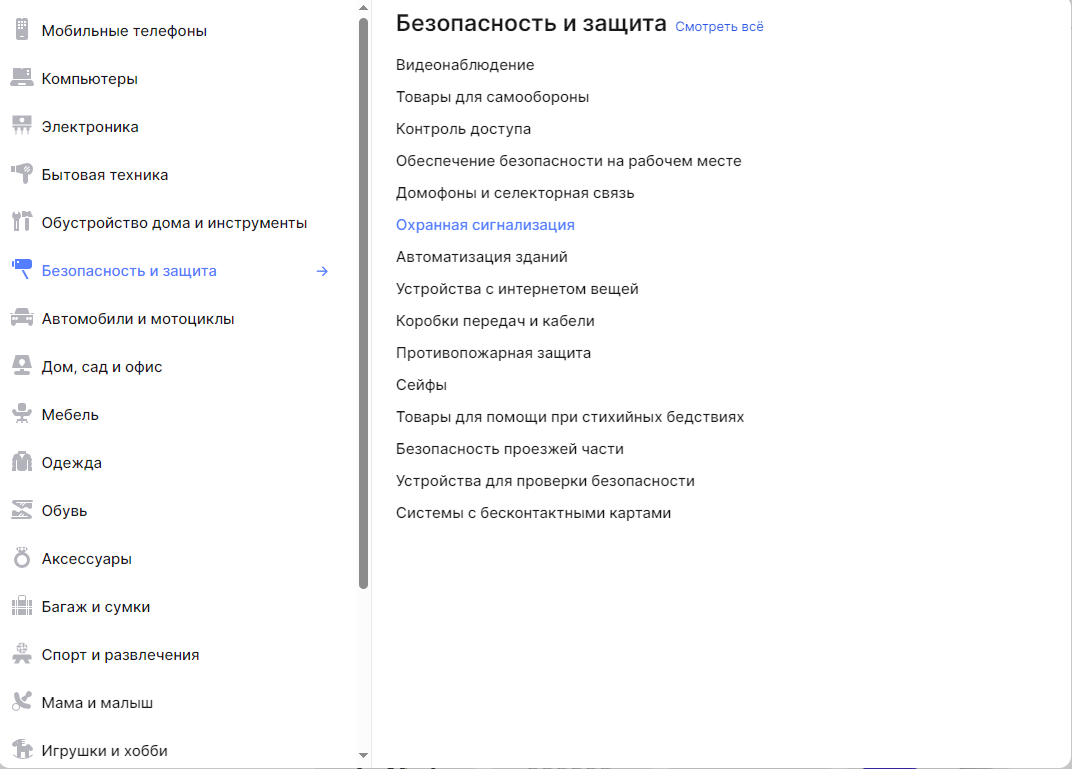 Мобильные телефоны
Компьютеры
Электроника
Бытовая техника
Обустройство дома и инструменты
Безопасность и защита
Автомобили и мотоциклы
Дом, сад и офис
Мебель
Одежда
Обувь
Аксессуары
Багаж и сумки
Спорт и развлечения
Мама и малыш
Игрушки и хобби
Безопасность и защита Смотреть всё
Видеонаблюдение
Товары для самообороны
Контроль доступа
Обеспечение безопасности на рабочем месте
Домофоны и селекторная связь
Охранная сигнализация
Автоматизация зданий
Устройства с интернетом вещей
Коробки передач и кабели
Противопожарная защита
Сейфы
Товары для помощи при стихийных бедствиях
Безопасность проезжей части
Устройства для проверки безопасности
Системы с бесконтактными картами